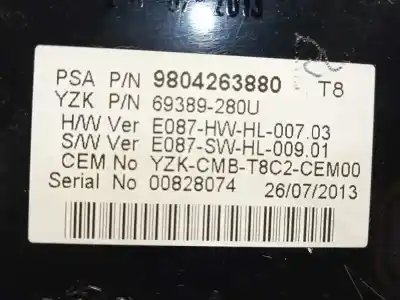 2013
PSA P/N 9804263880 T8
YZK P/N 69389-280U
H/W Ver E087-HW-HL-007.03
S/W Ver E087-SW-HL-009.01
CEM No YZK-CMB-T8C2-CEM00
Serial No 00828074 26/07/2013